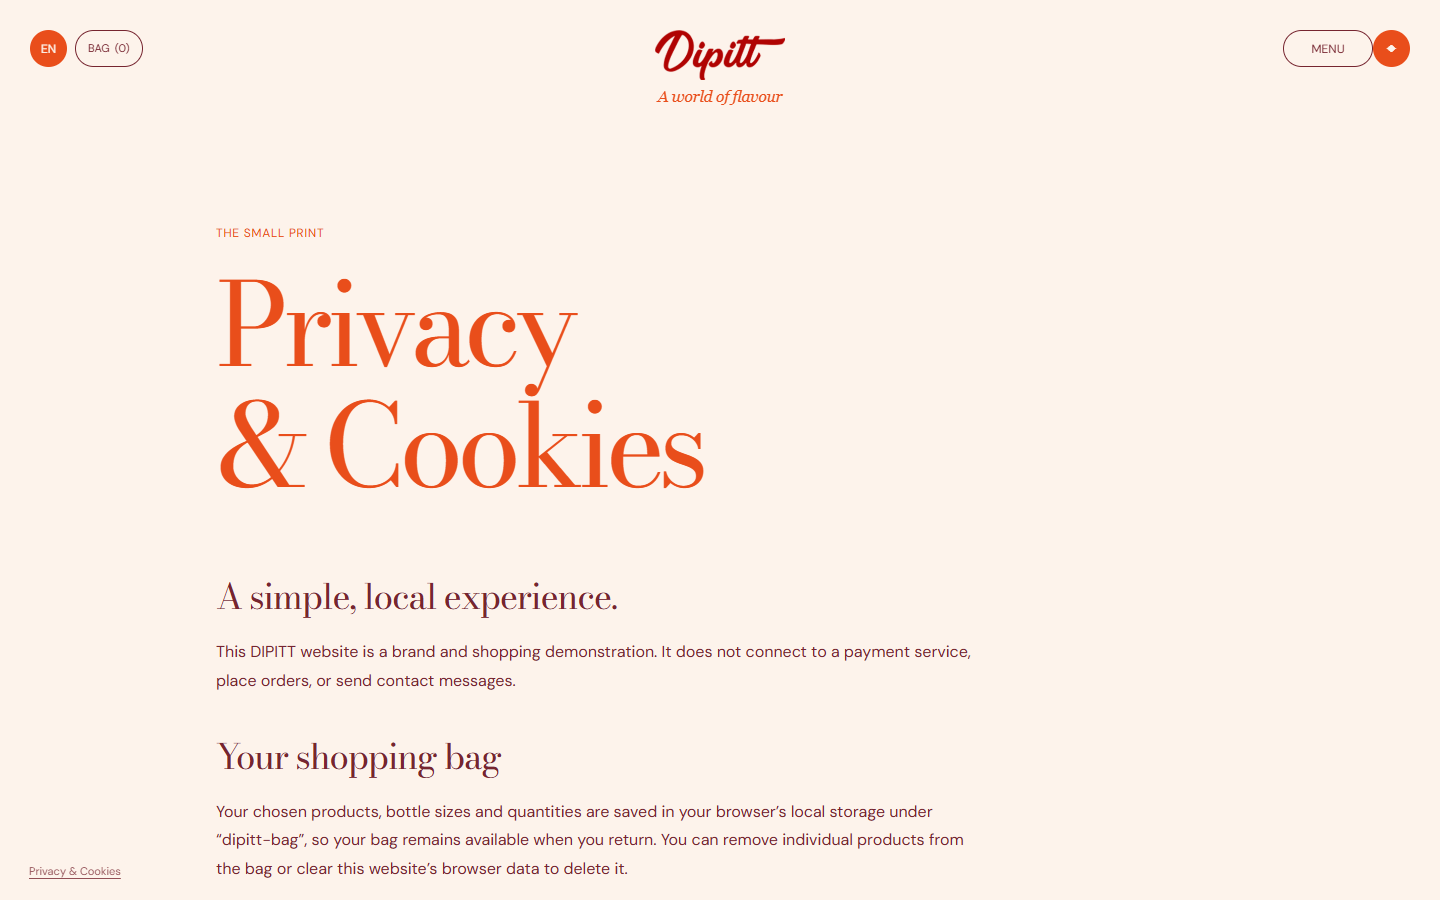 EN
BAG (0)
Dipitt
A world of flavour
MENU
THE SMALL PRINT
Privacy
& Cookies
A simple, local experience.
This DIPITT website is a brand and shopping demonstration. It does not connect to a payment service,
place orders, or send contact messages.
Your shopping bag
Your chosen products, bottle sizes and quantities are saved in your browser’s local storage under
“dipitt-bag”, so your bag remains available when you return. You can remove individual products from
the bag or clear this website’s browser data to delete it.
Privacy & Cookies